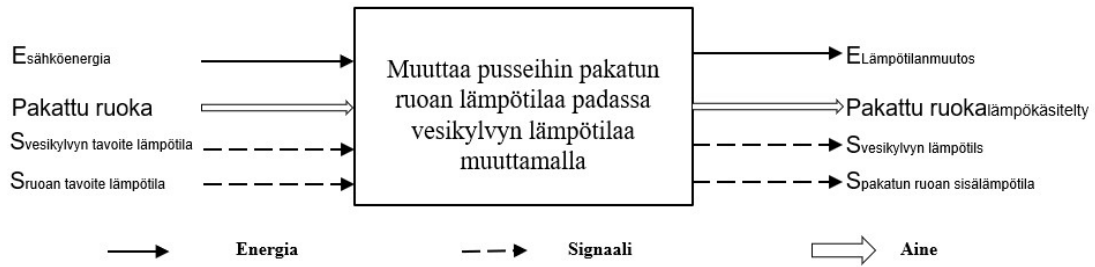 Esähköenergia
Pakattu ruoka
Svesikylvyn tavoite lämpötila
Sruoan tavoite lämpötila
Muuttaa pusseihin pakatun
ruoan lämpötilaa padassa
vesikylvyn lämpötilaa
muuttamalla
ELämpötilanmuutos
Pakattu ruokalämpökäsitelty
Svesikylvyn lämpötils
Spakatun ruoan sisälämpötila
Energia
Signaali
Aine